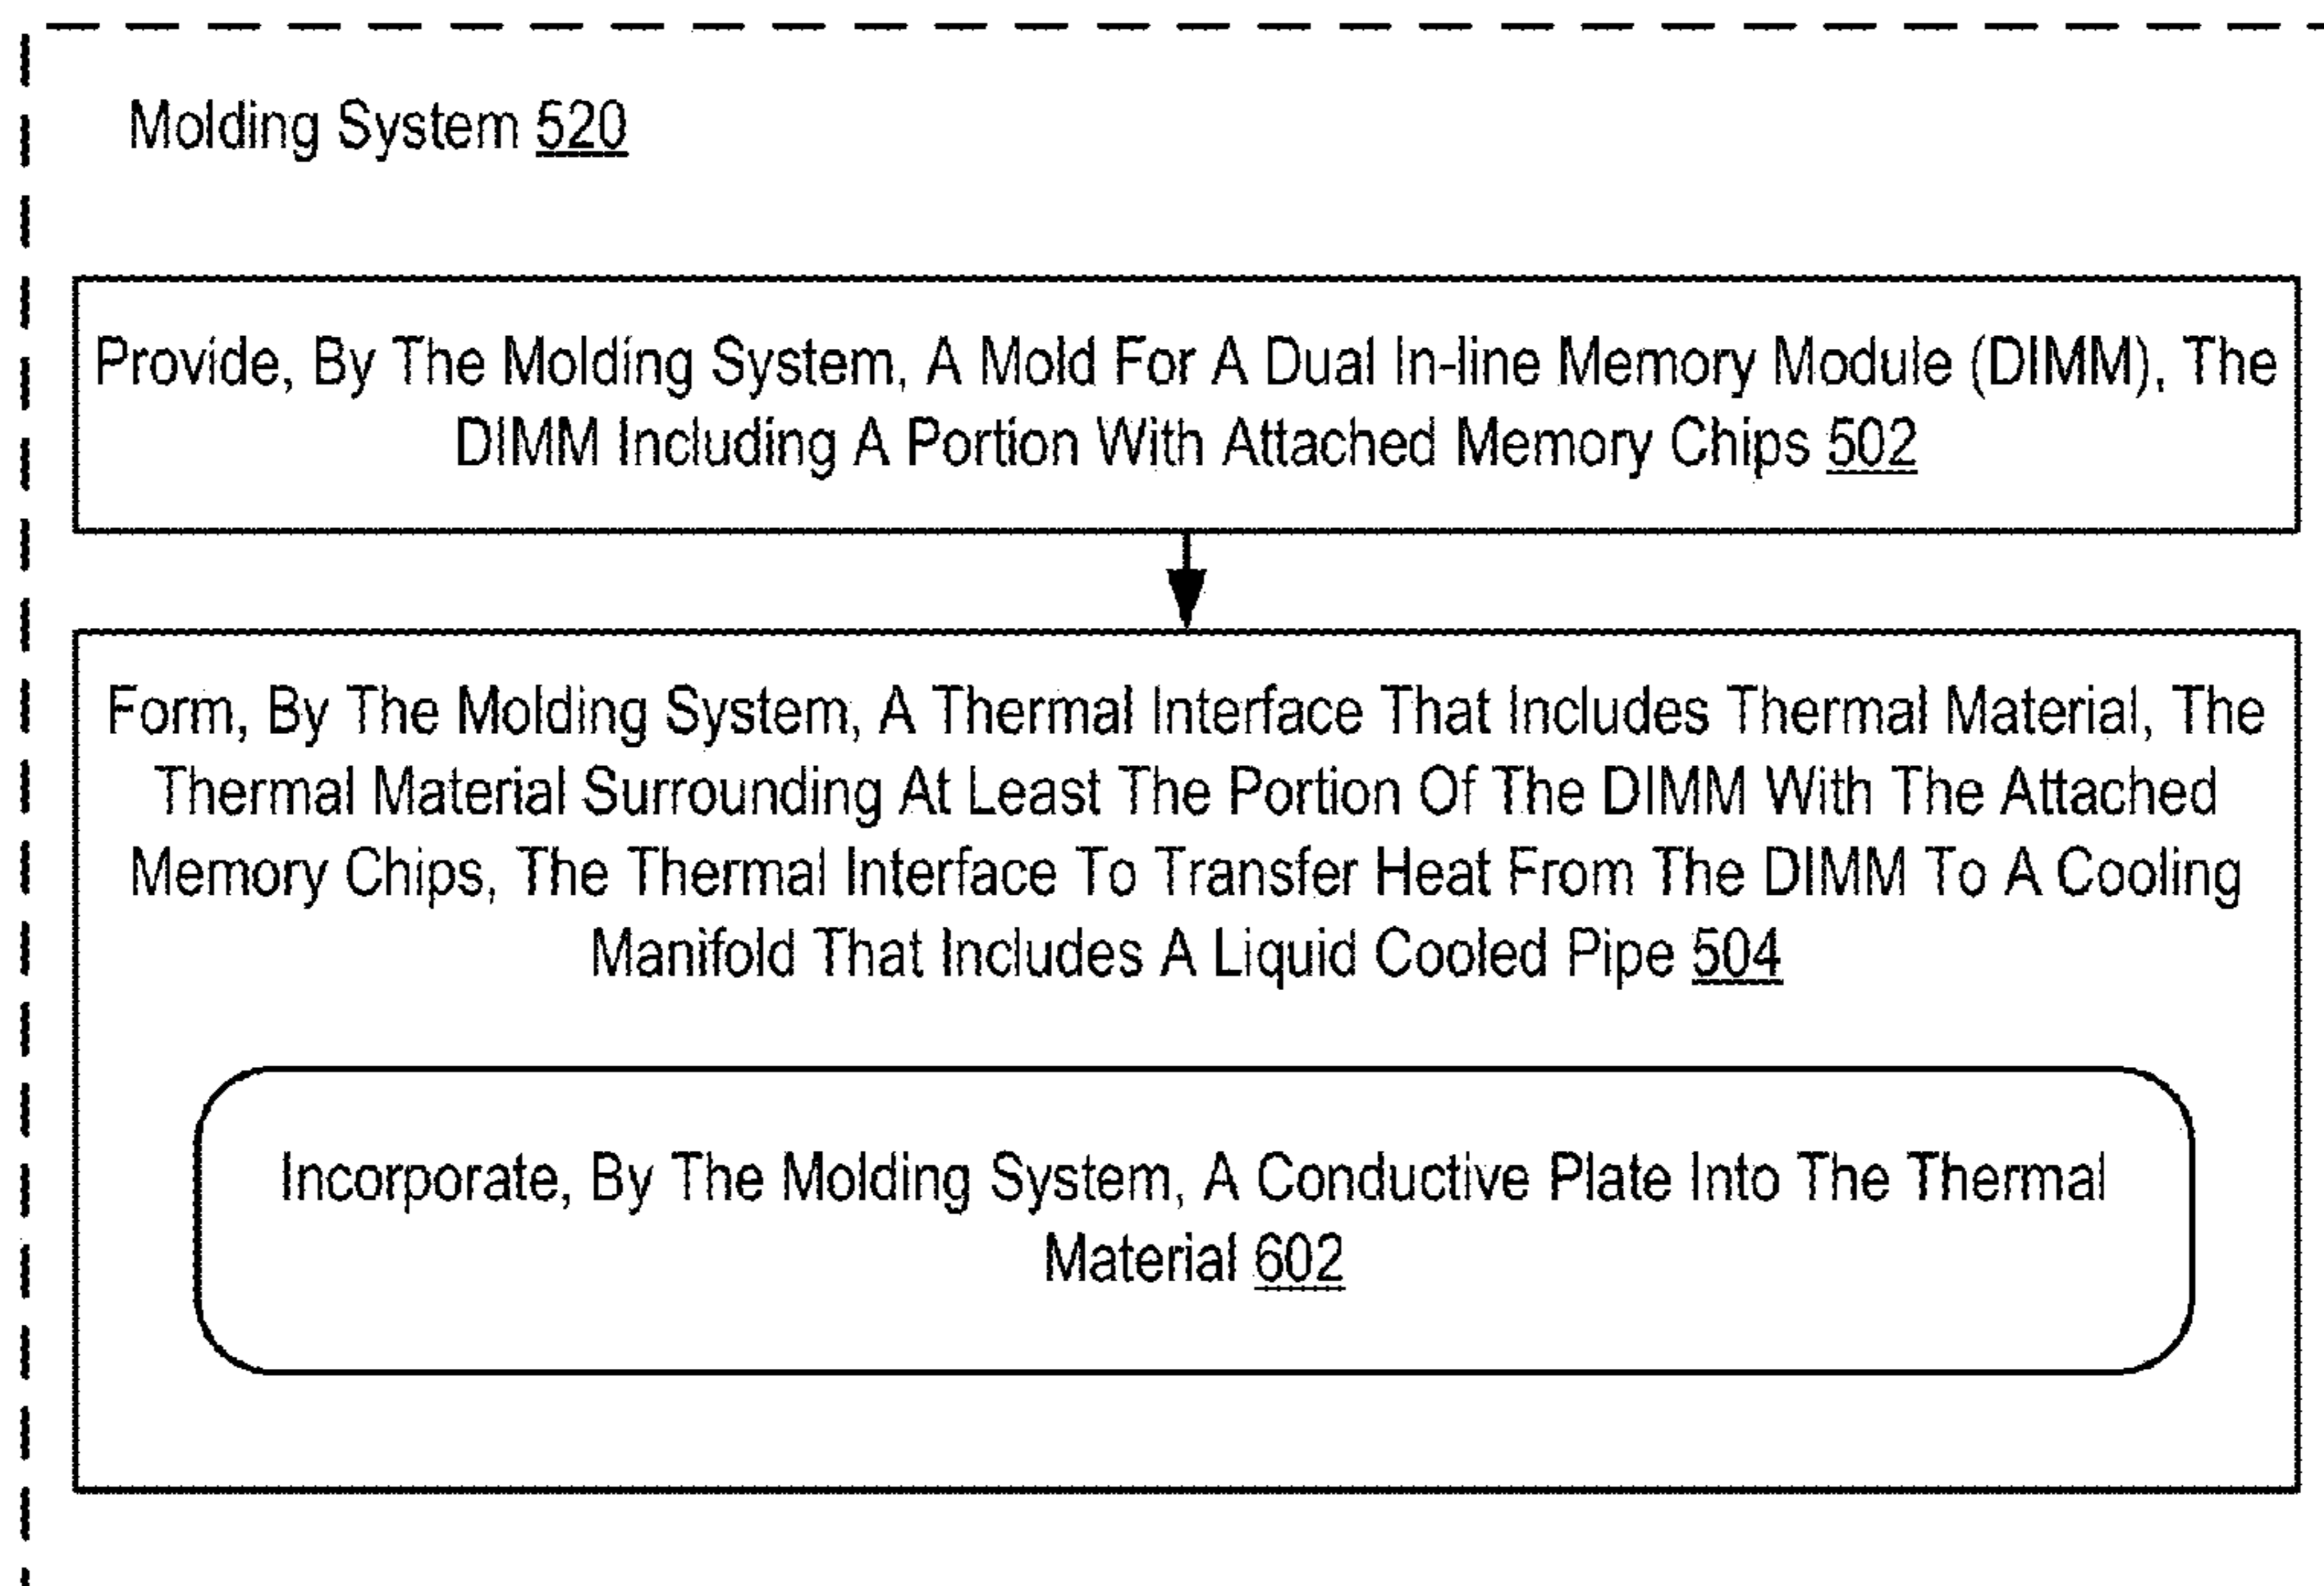 Molding System 520
Provide, By The Molding System, A Mold For A Dual In-line Memory Module (DIMM), The
DIMM Including A Portion With Attached Memory Chips 502
Form, By The Molding System, A Thermal Interface That Includes Thermal Material, The
Thermal Material Surrounding At Least The Portion Of The DIMM With The Attached
Memory Chips, The Thermal Interface To Transfer Heat From The DIMM To A Cooling
Manifold That Includes A Liquid Cooled Pipe 504
Incorporate, By The Molding System, A Conductive Plate Into The Thermal
Material 602